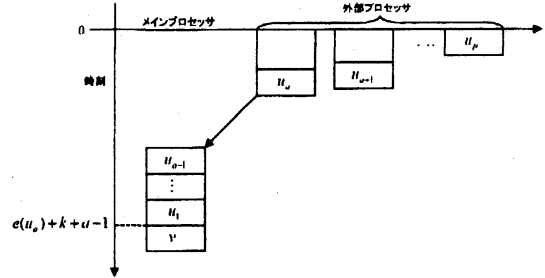 外部プロセッサ
メインプロセッサ
0
… u_p
u_a u_{a+1}
時刻
u_{a-1}
⋮
u_1
e(u_a)+k+a-1
v